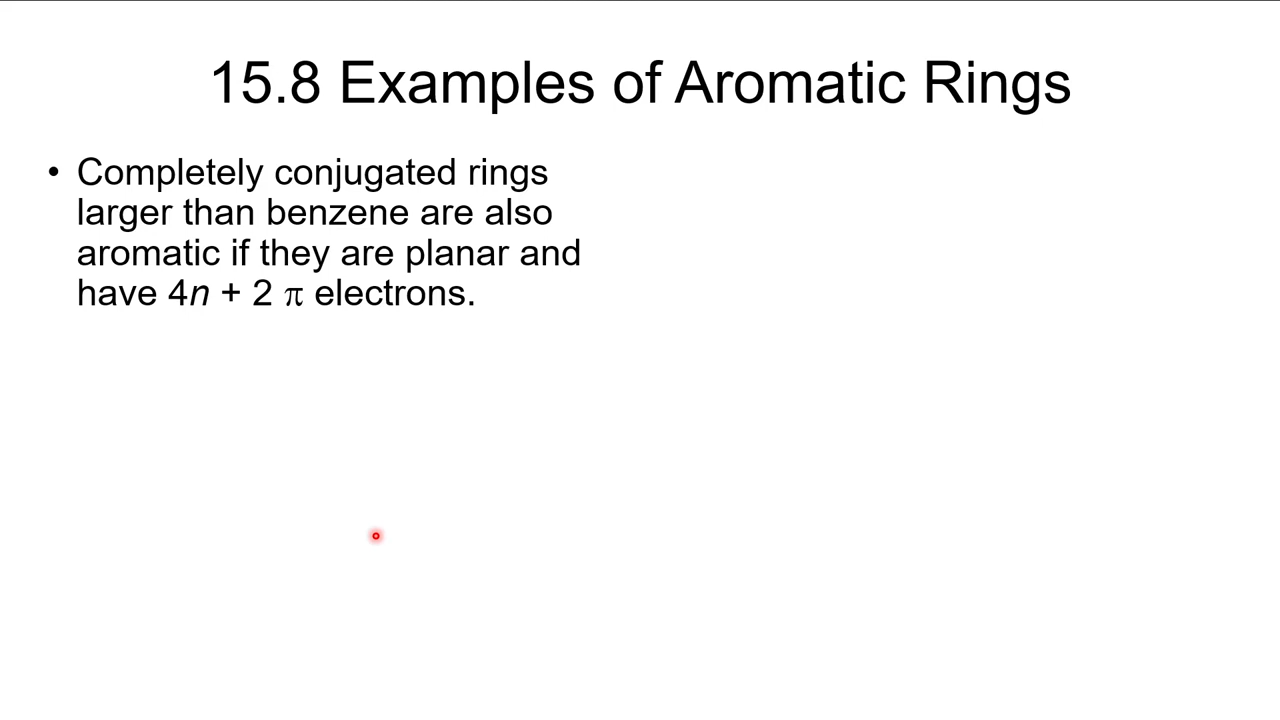 15.8 Examples of Aromatic Rings
• Completely conjugated rings
larger than benzene are also
aromatic if they are planar and
have 4n + 2 π electrons.